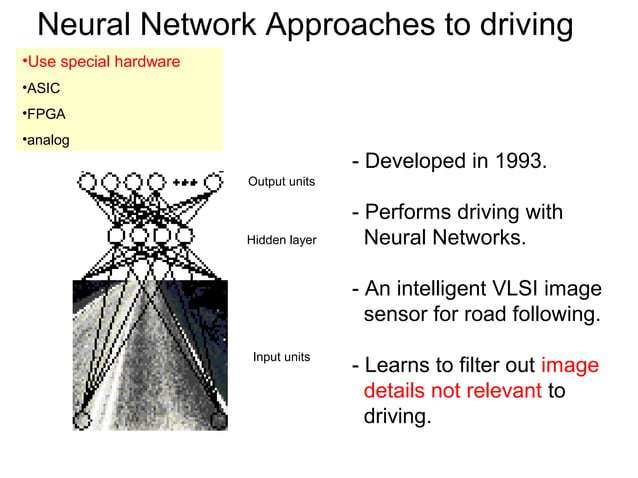 Neural Network Approaches to driving
•Use special hardware
•ASIC
•FPGA
•analog
Output units
Hidden layer
Input units
- Developed in 1993.
- Performs driving with
Neural Networks.
- An intelligent VLSI image
sensor for road following.
- Learns to filter out image
details not relevant to
driving.